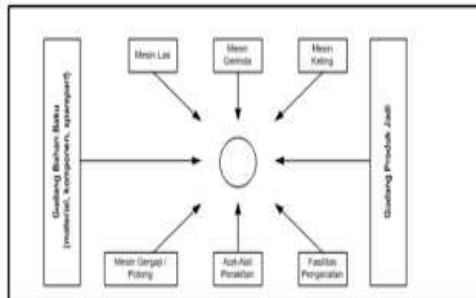 Gudang Bahan Baku
(material, komponen, sparepart)
Mesin Las
Mesin
Gerinda
Mesin
Keling
Gudang Produk Jadi
Mesin Gergaji /
Potong
Alat-Alat
Perakitan
Fasilitas
Pengecatan